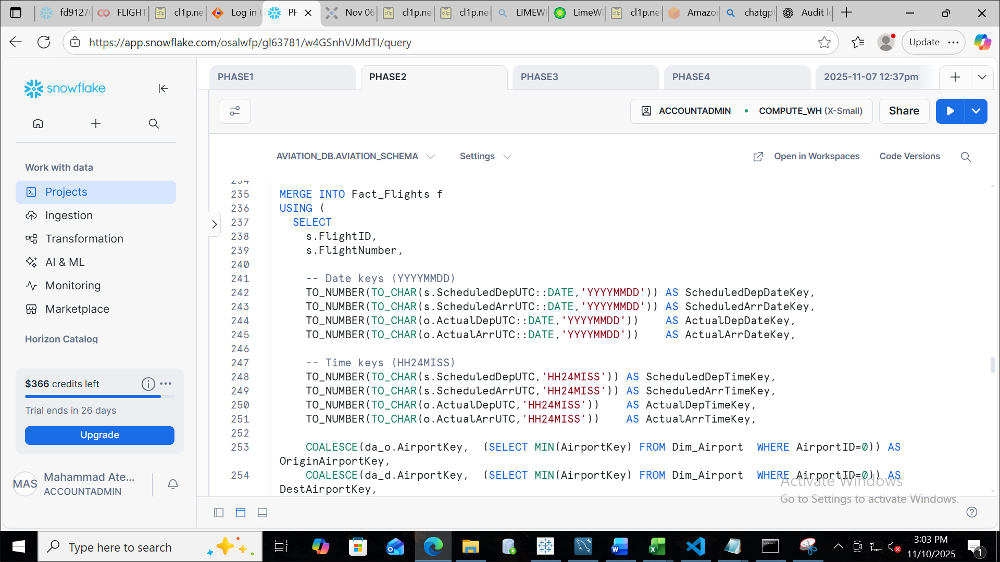 fd9127
FLIGHT_
cl1p.ne
Log in t
PH
Nov 06
cl1p.ne
cl1p.ne
LIMEWI
LimeWi
cl1p.ne
Amazo
chatgp
Audit lo
https://app.snowflake.com/osalwfp/gl63781/w4GSnhVJMdTI/query
Update
snowflake
PHASE1
PHASE2
PHASE3
PHASE4
2025-11-07 12:37pm
ACCOUNTADMIN
COMPUTE_WH (X-Small)
Share
AVIATION_DB.AVIATION_SCHEMA
Settings
Open in Workspaces
Code Versions
Work with data
Projects
Ingestion
Transformation
AI & ML
Monitoring
Marketplace
Horizon Catalog
$366 credits left
Trial ends in 26 days
Upgrade
MAS
Mahammad Ate...
ACCOUNTADMIN
234
235 MERGE INTO Fact_Flights f
236 USING (
237 SELECT
238 s.FlightID,
239 s.FlightNumber,
240
241 -- Date keys (YYYYMMDD)
242 TO_NUMBER(TO_CHAR(s.ScheduledDepUTC::DATE,'YYYYMMDD')) AS ScheduledDepDateKey,
243 TO_NUMBER(TO_CHAR(s.ScheduledArrUTC::DATE,'YYYYMMDD')) AS ScheduledArrDateKey,
244 TO_NUMBER(TO_CHAR(o.ActualDepUTC::DATE,'YYYYMMDD')) AS ActualDepDateKey,
245 TO_NUMBER(TO_CHAR(o.ActualArrUTC::DATE,'YYYYMMDD')) AS ActualArrDateKey,
246
247 -- Time keys (HH24MISS)
248 TO_NUMBER(TO_CHAR(s.ScheduledDepUTC,'HH24MISS')) AS ScheduledDepTimeKey,
249 TO_NUMBER(TO_CHAR(s.ScheduledArrUTC,'HH24MISS')) AS ScheduledArrTimeKey,
250 TO_NUMBER(TO_CHAR(o.ActualDepUTC,'HH24MISS')) AS ActualDepTimeKey,
251 TO_NUMBER(TO_CHAR(o.ActualArrUTC,'HH24MISS')) AS ActualArrTimeKey,
252
253 COALESCE(da_o.AirportKey, (SELECT MIN(AirportKey) FROM Dim_Airport WHERE AirportID=0)) AS
OriginAirportKey,
254 COALESCE(da_d.AirportKey, (SELECT MIN(AirportKey) FROM Dim_Airport WHERE AirportID=0)) AS
DestAirportKey,
Activate Windows
Go to Settings to activate Windows.
Type here to search
3:03 PM
11/10/2025
1